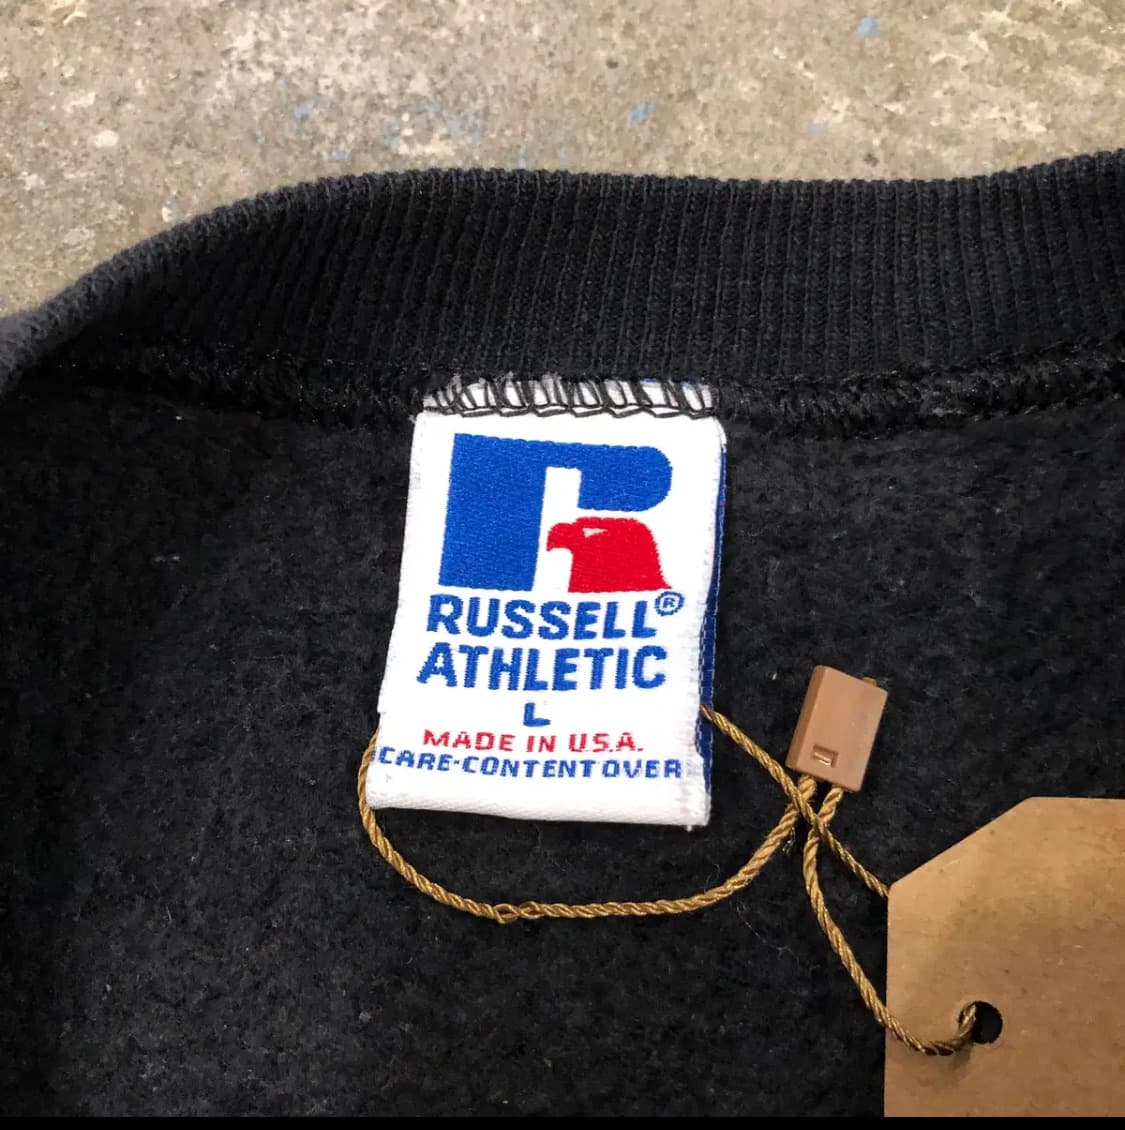 RUSSELL®
ATHLETIC
L
MADE IN U.S.A.
CARE-CONTENT OVER